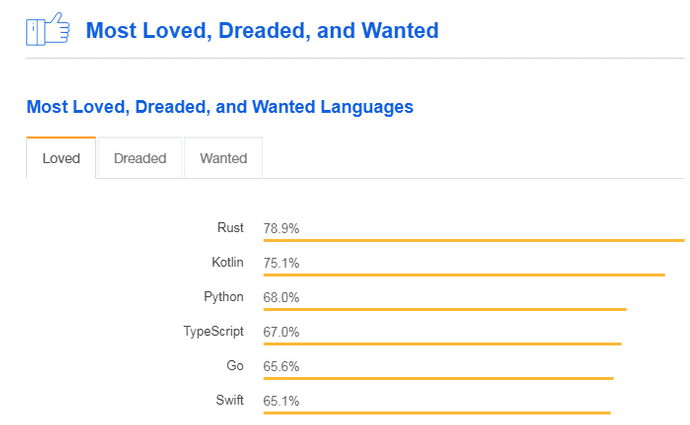 Most Loved, Dreaded, and Wanted
Most Loved, Dreaded, and Wanted Languages
Loved Dreaded Wanted
Rust 78.9%
Kotlin 75.1%
Python 68.0%
TypeScript 67.0%
Go 65.6%
Swift 65.1%